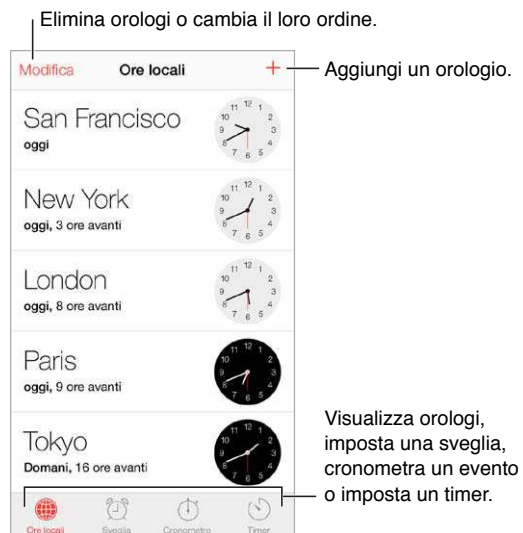 Elimina orologi o cambia il loro ordine.
Modifica Ore locali +
Aggiungi un orologio.
San Francisco
oggi
New York
oggi, 3 ore avanti
London
oggi, 8 ore avanti
Paris
oggi, 9 ore avanti
Tokyo
Domani, 16 ore avanti
Visualizza orologi,
imposta una sveglia,
cronometra un evento
o imposta un timer.
Ore locali Sveglia Cronometro Timer